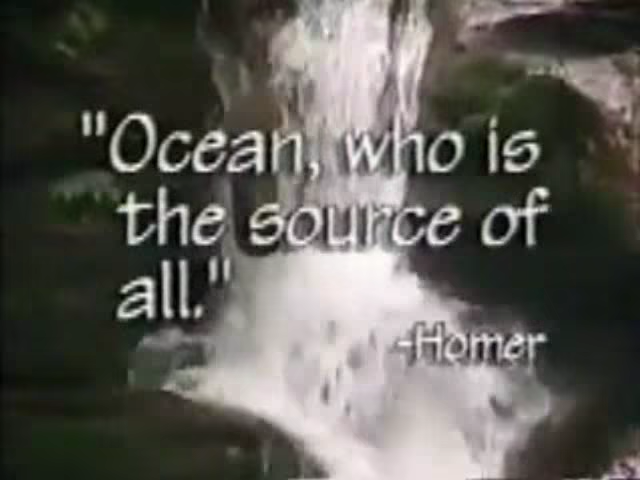 "Ocean, who is
the source of
all."
-Homer